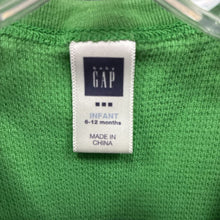 baby
GAP
INFANT
6-12 months
MADE IN
CHINA